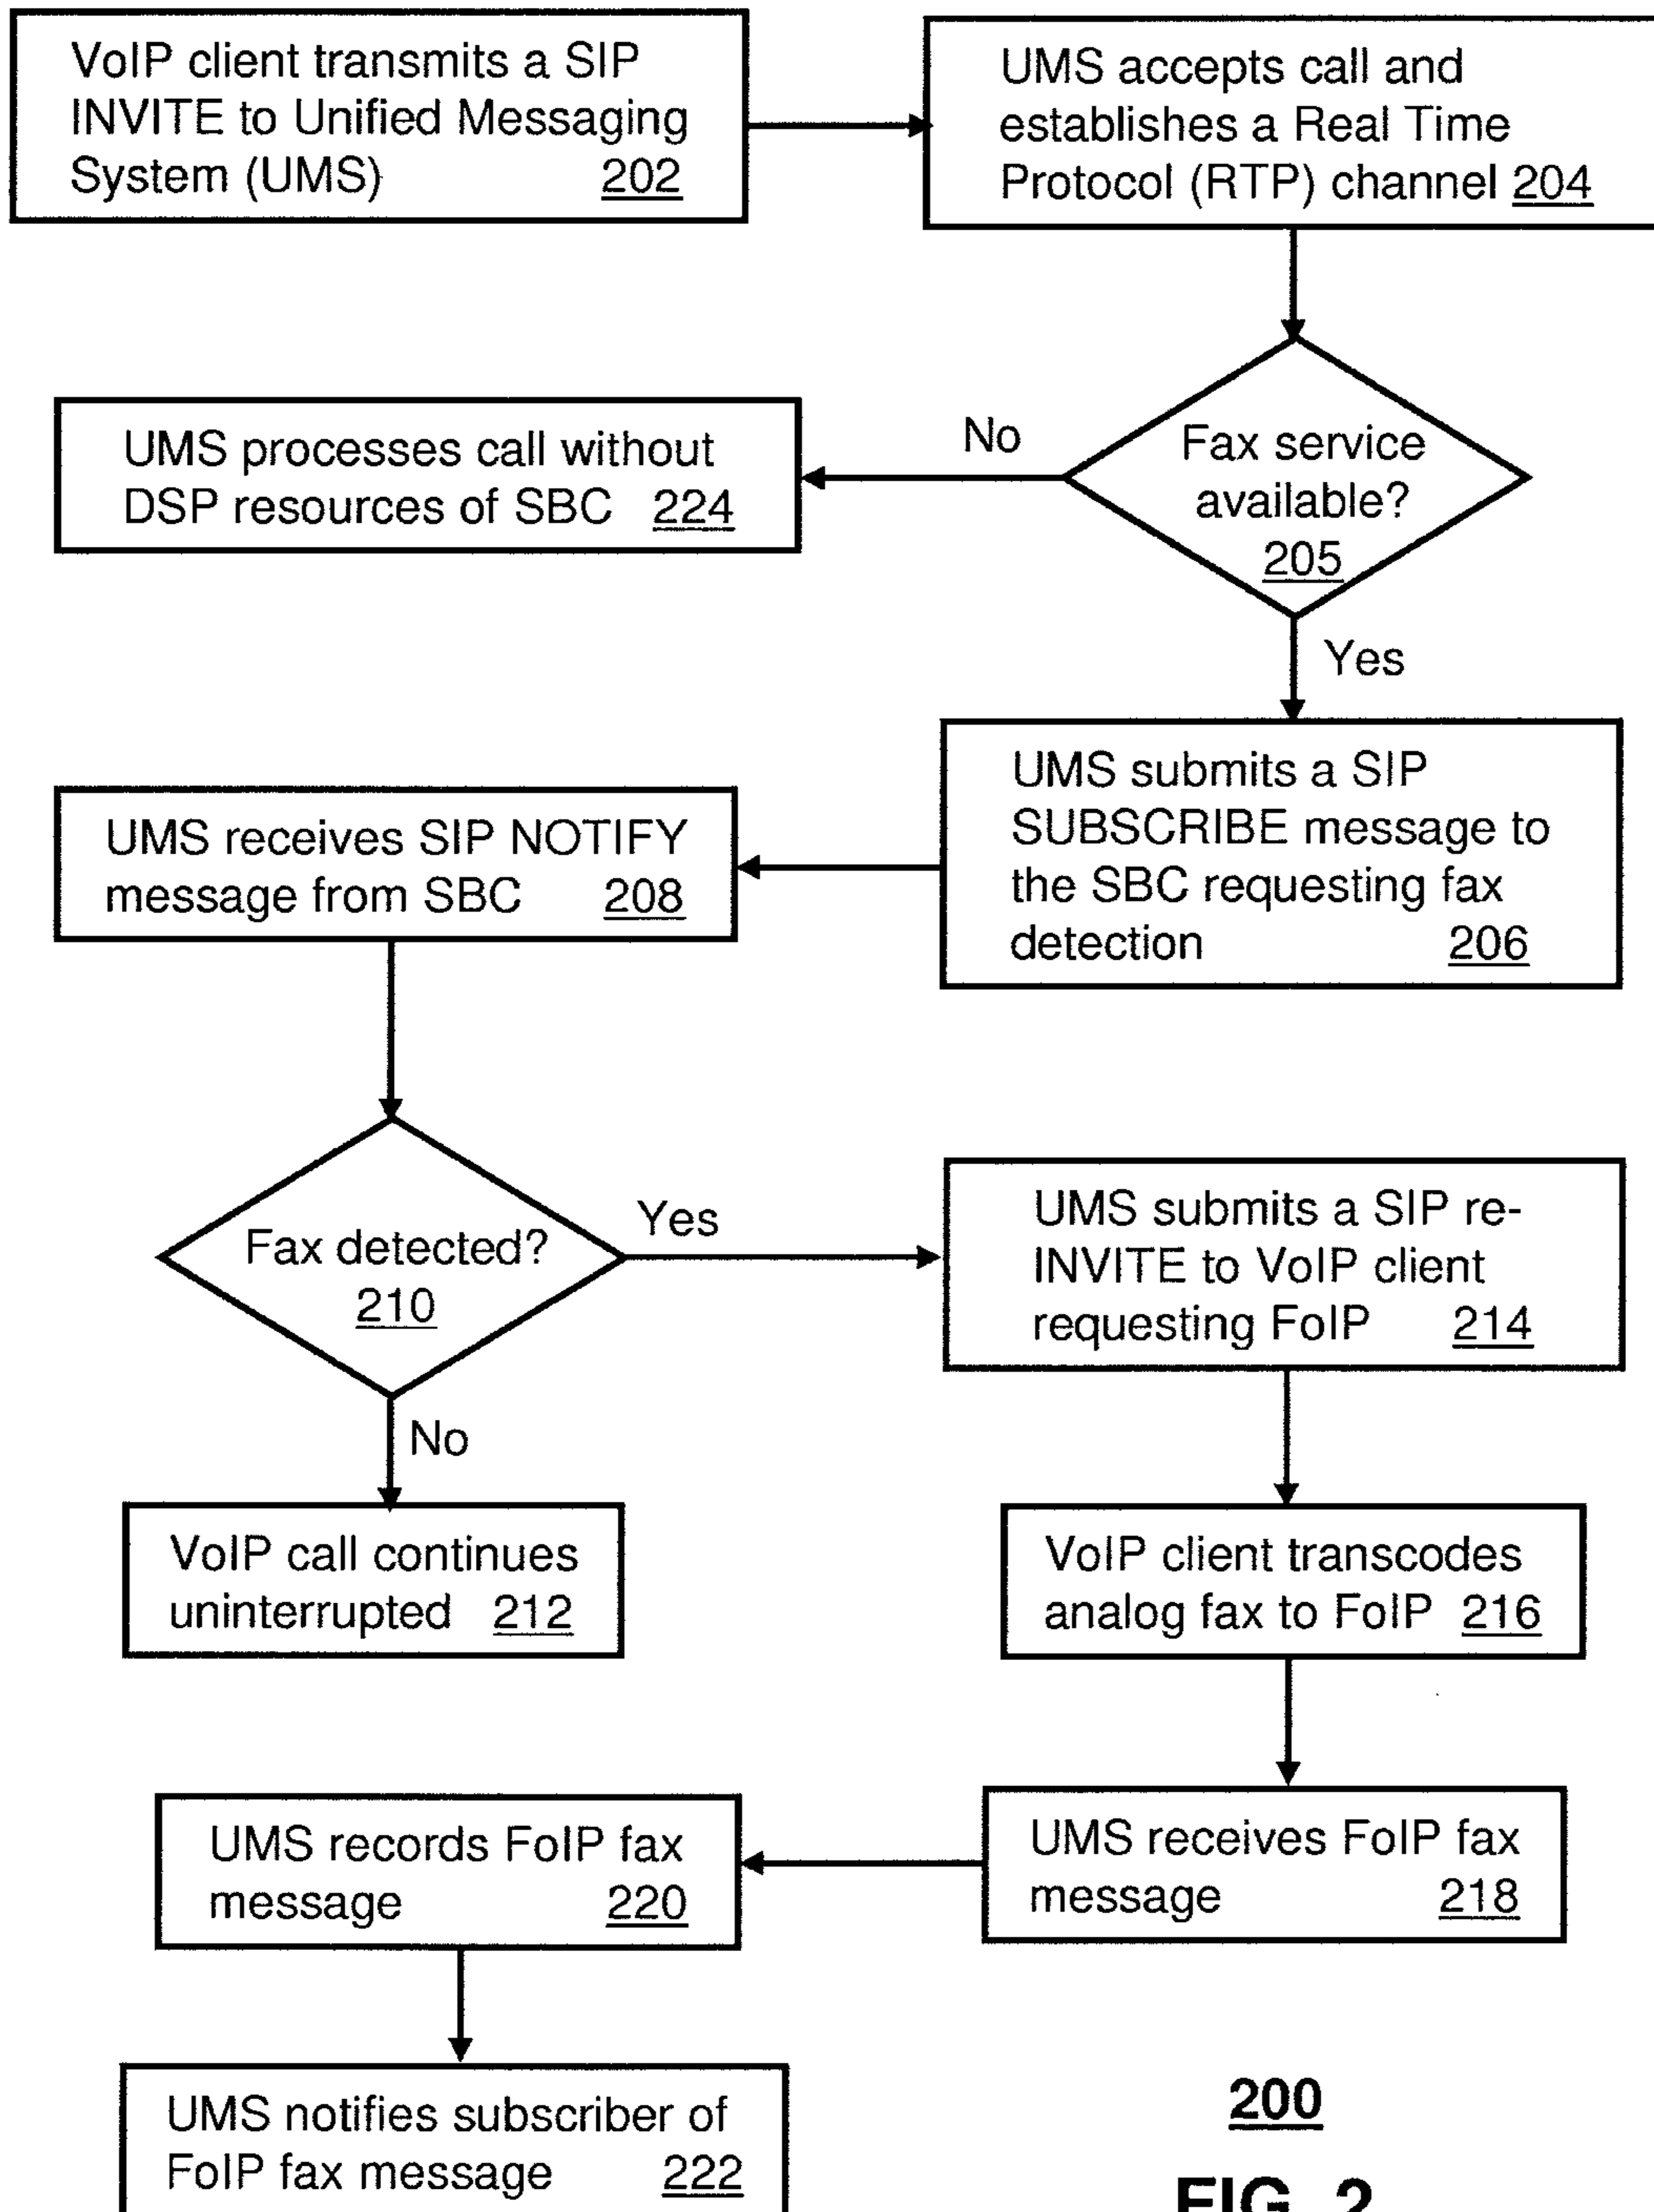 VoIP client transmits a SIP
INVITE to Unified Messaging
System (UMS) 202
UMS accepts call and
establishes a Real Time
Protocol (RTP) channel 204
Fax service
available?
205
No
UMS processes call without
DSP resources of SBC 224
Yes
UMS submits a SIP
SUBSCRIBE message to
the SBC requesting fax
detection 206
UMS receives SIP NOTIFY
message from SBC 208
Fax detected?
210
Yes
UMS submits a SIP re-
INVITE to VoIP client
requesting FoIP 214
No
VoIP call continues
uninterrupted 212
VoIP client transcodes
analog fax to FoIP 216
UMS receives FoIP fax
message 218
UMS records FoIP fax
message 220
UMS notifies subscriber of
FoIP fax message 222
200
FIG. 2